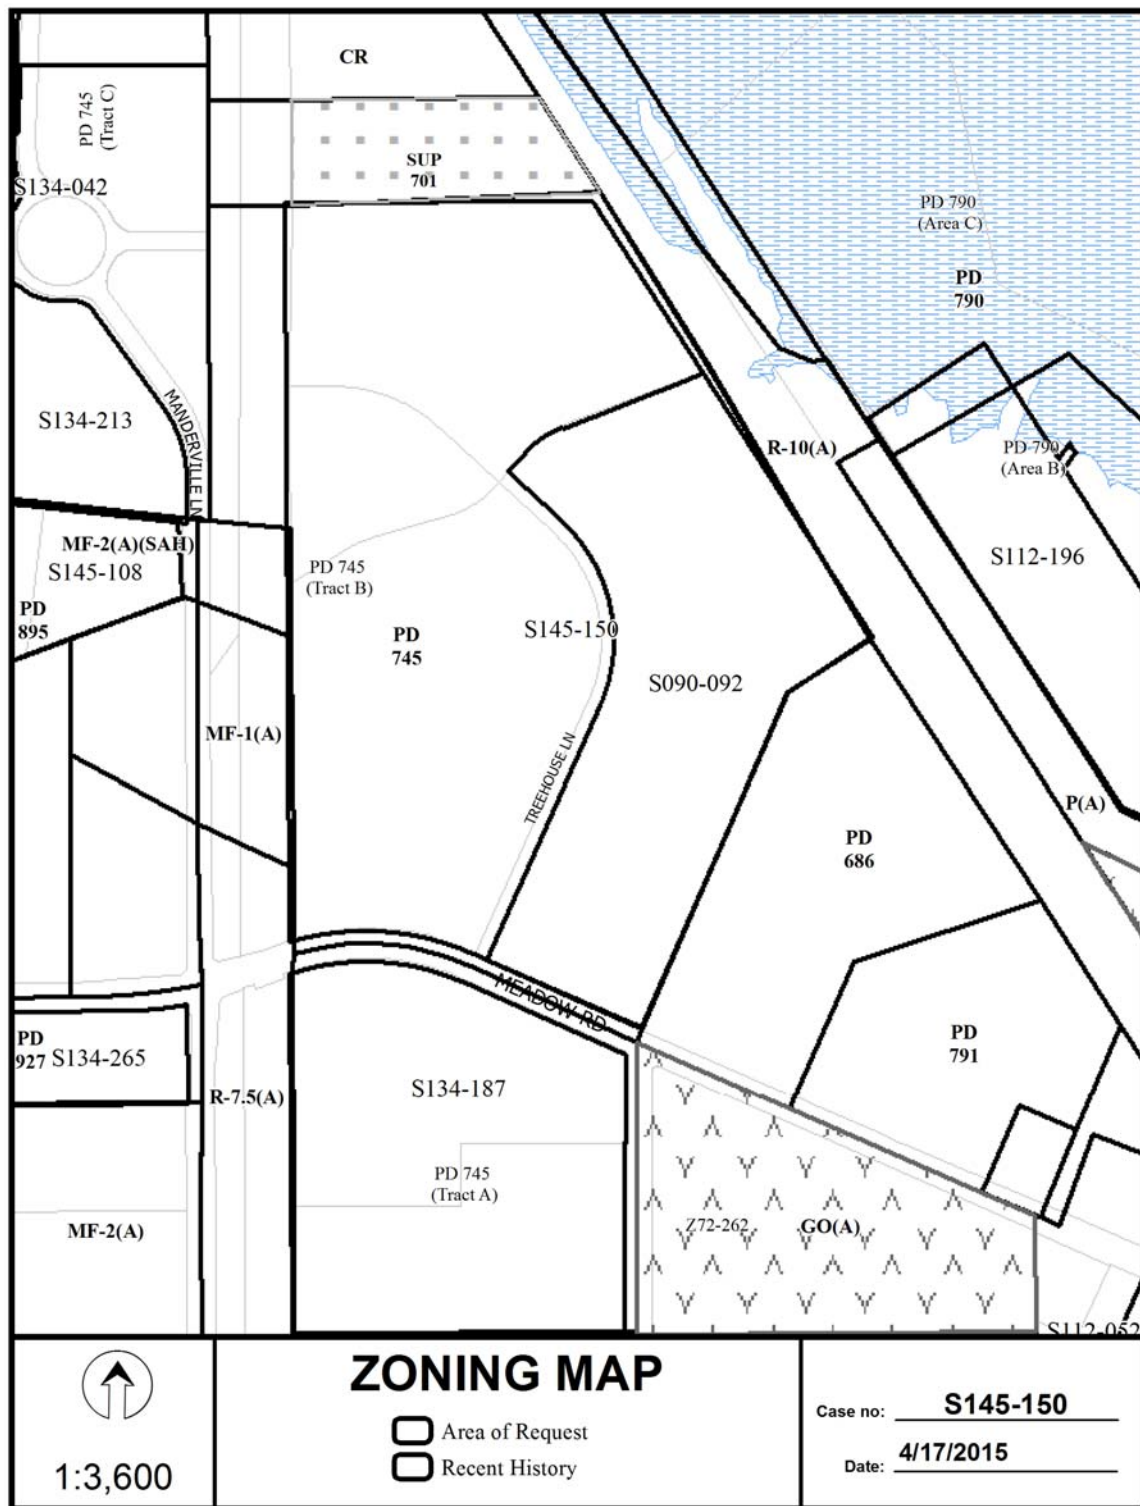 CR
PD 745
(Tract C)
SUP
701
S134-042
PD 790
(Area C)
PD
790
MANDERVILLE LN
S134-213
R-10(A)
PD 790
(Area B)
MF-2(A)(SAH)
S145-108
S112-196
PD 745
(Tract B)
PD
895
S145-150
PD
745
S090-092
MF-1(A)
TREEHOUSE LN
P(A)
PD
686
MEADOW RD
PD
791
PD
927
S134-265
S134-187
R-7.5(A)
PD 745
(Tract A)
MF-2(A)
Z72-262
GO(A)
S112-052
ZONING MAP
Area of Request
Recent History
1:3,600
Case no: S145-150
Date: 4/17/2015